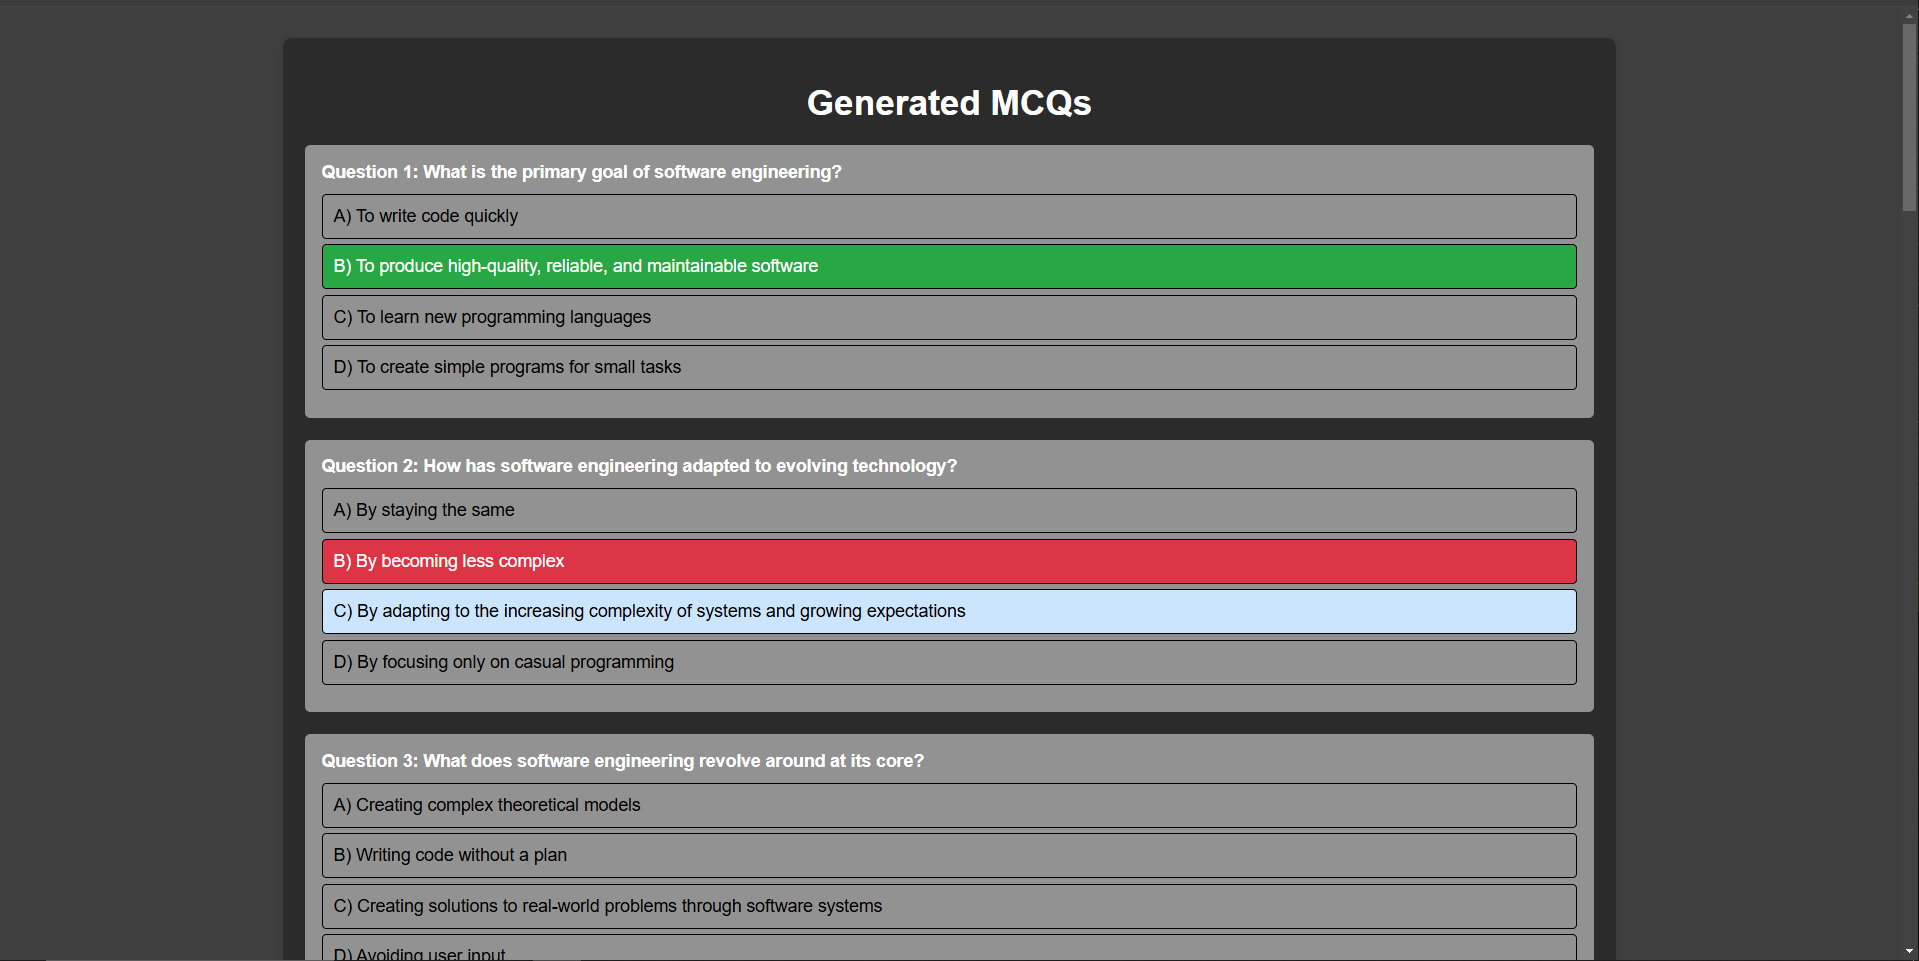 Generated MCQs
Question 1: What is the primary goal of software engineering?
A) To write code quickly
B) To produce high-quality, reliable, and maintainable software
C) To learn new programming languages
D) To create simple programs for small tasks
Question 2: How has software engineering adapted to evolving technology?
A) By staying the same
B) By becoming less complex
C) By adapting to the increasing complexity of systems and growing expectations
D) By focusing only on casual programming
Question 3: What does software engineering revolve around at its core?
A) Creating complex theoretical models
B) Writing code without a plan
C) Creating solutions to real-world problems through software systems
D) Avoiding user input